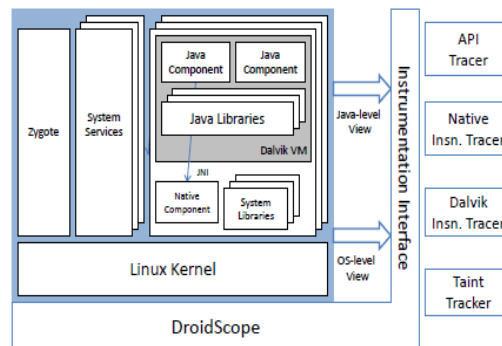 Zygote
System
Services
Java
Component
Java
Component
Java Libraries
Dalvik VM
JNI
Native
Component
System
Libraries
Linux Kernel
DroidScope
Java-level
View
OS-level
View
Instrumentation Interface
API
Tracer
Native
Insn. Tracer
Dalvik
Insn. Tracer
Taint
Tracker